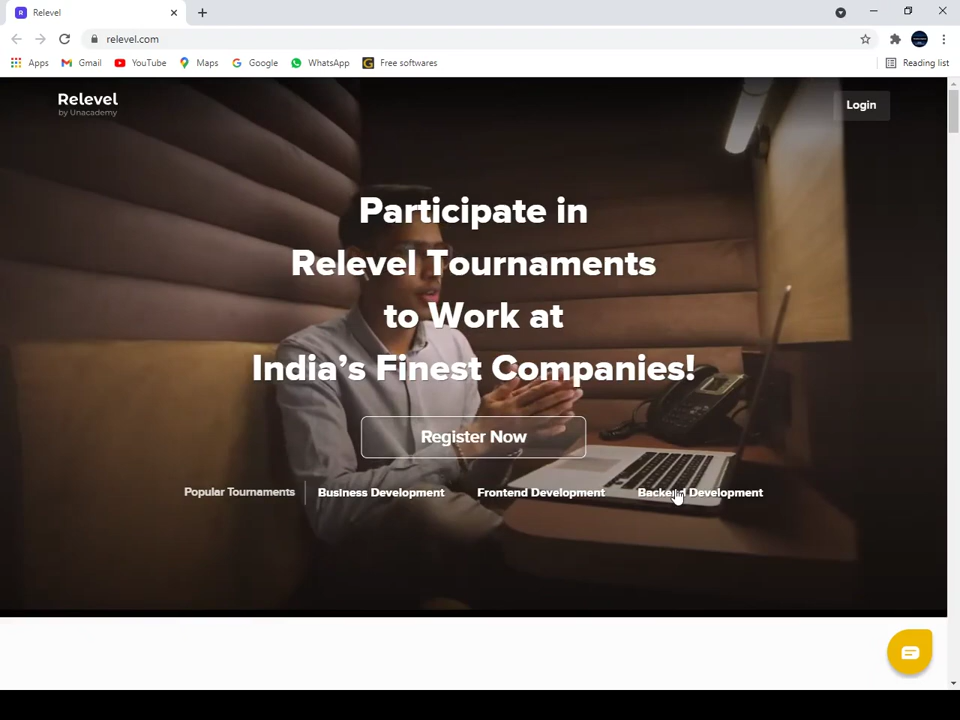 Relevel
relevel.com
Apps
Gmail
YouTube
Maps
Google
WhatsApp
Free softwares
Reading list
Relevel
by Unacademy
Login
Participate in
Relevel Tournaments
to Work at
India's Finest Companies!
Register Now
Popular Tournaments
Business Development
Frontend Development
Backend Development